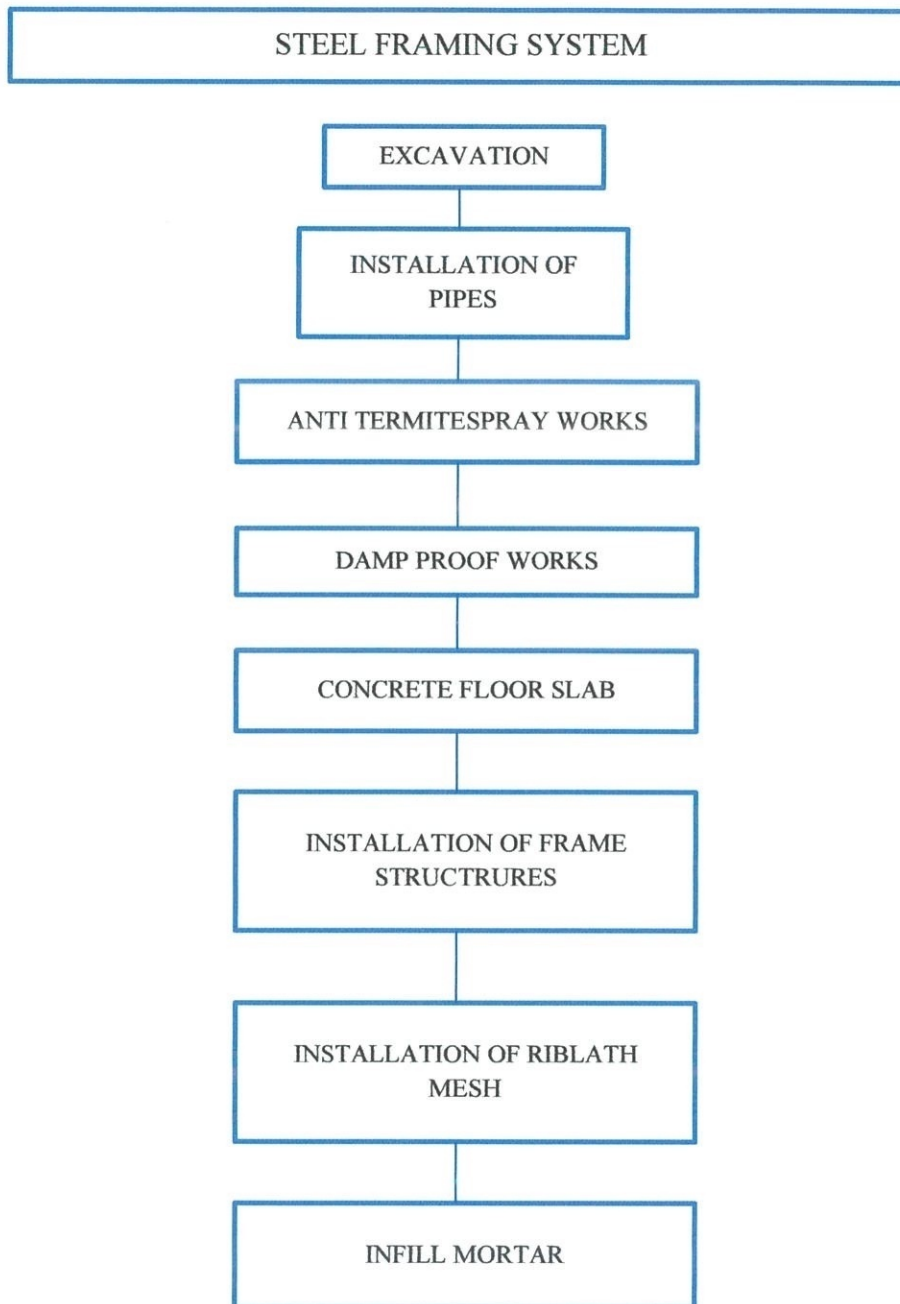 STEEL FRAMING SYSTEM
EXCAVATION
INSTALLATION OF
PIPES
ANTI TERMITESPRAY WORKS
DAMP PROOF WORKS
CONCRETE FLOOR SLAB
INSTALLATION OF FRAME
STRUCTRURES
INSTALLATION OF RIBLATH
MESH
INFILL MORTAR